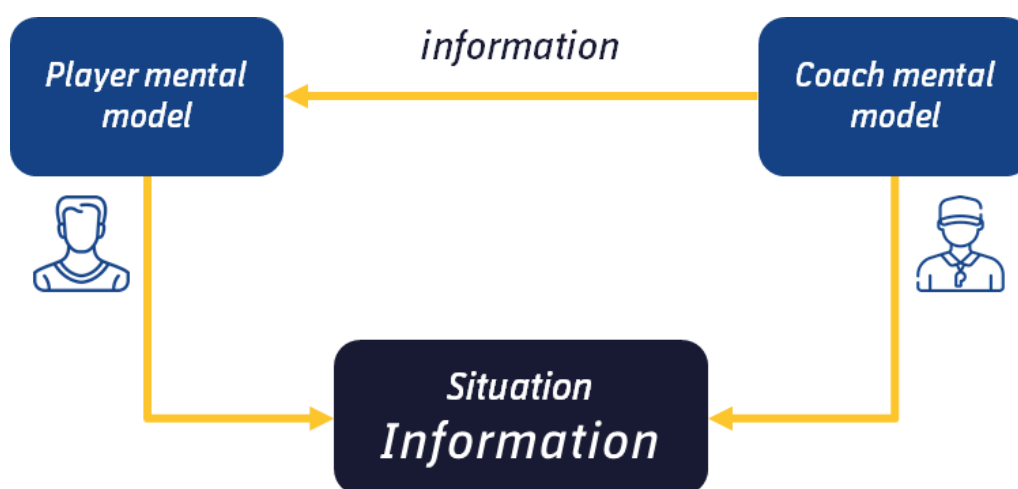 information
Player mental
model
Coach mental
model
Situation
Information